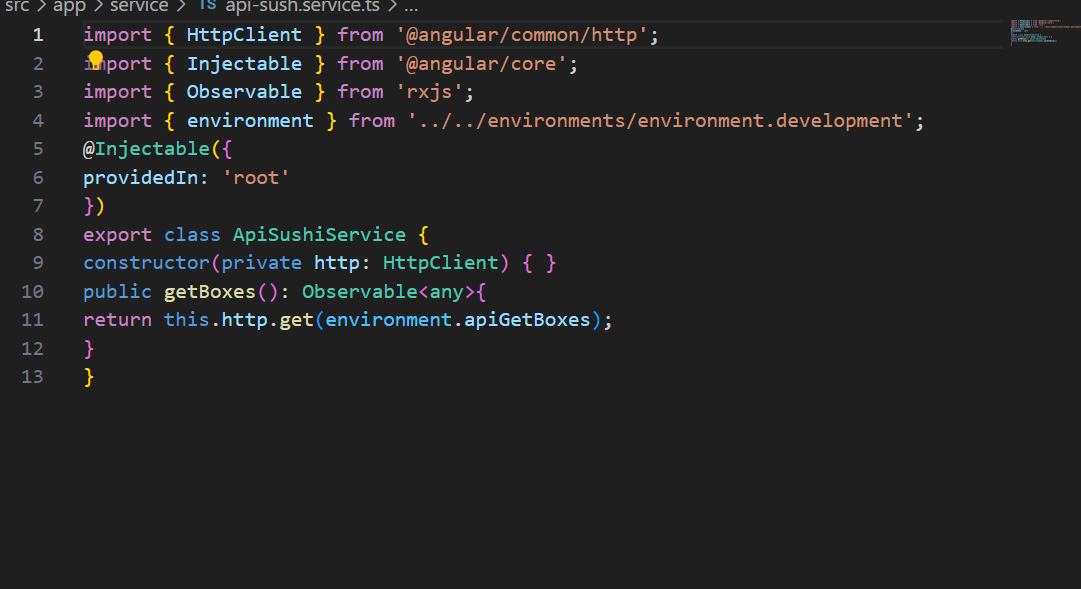 src > app > service > TS api-sush.service.ts > ...
1 import { HttpClient } from '@angular/common/http';
2 import { Injectable } from '@angular/core';
3 import { Observable } from 'rxjs';
4 import { environment } from '../../environments/environment.development';
5 @Injectable({
6 providedIn: 'root'
7 })
8 export class ApiSushiService {
9 constructor(private http: HttpClient) { }
10 public getBoxes(): Observable<any>{
11 return this.http.get(environment.apiGetBoxes);
12 }
13 }